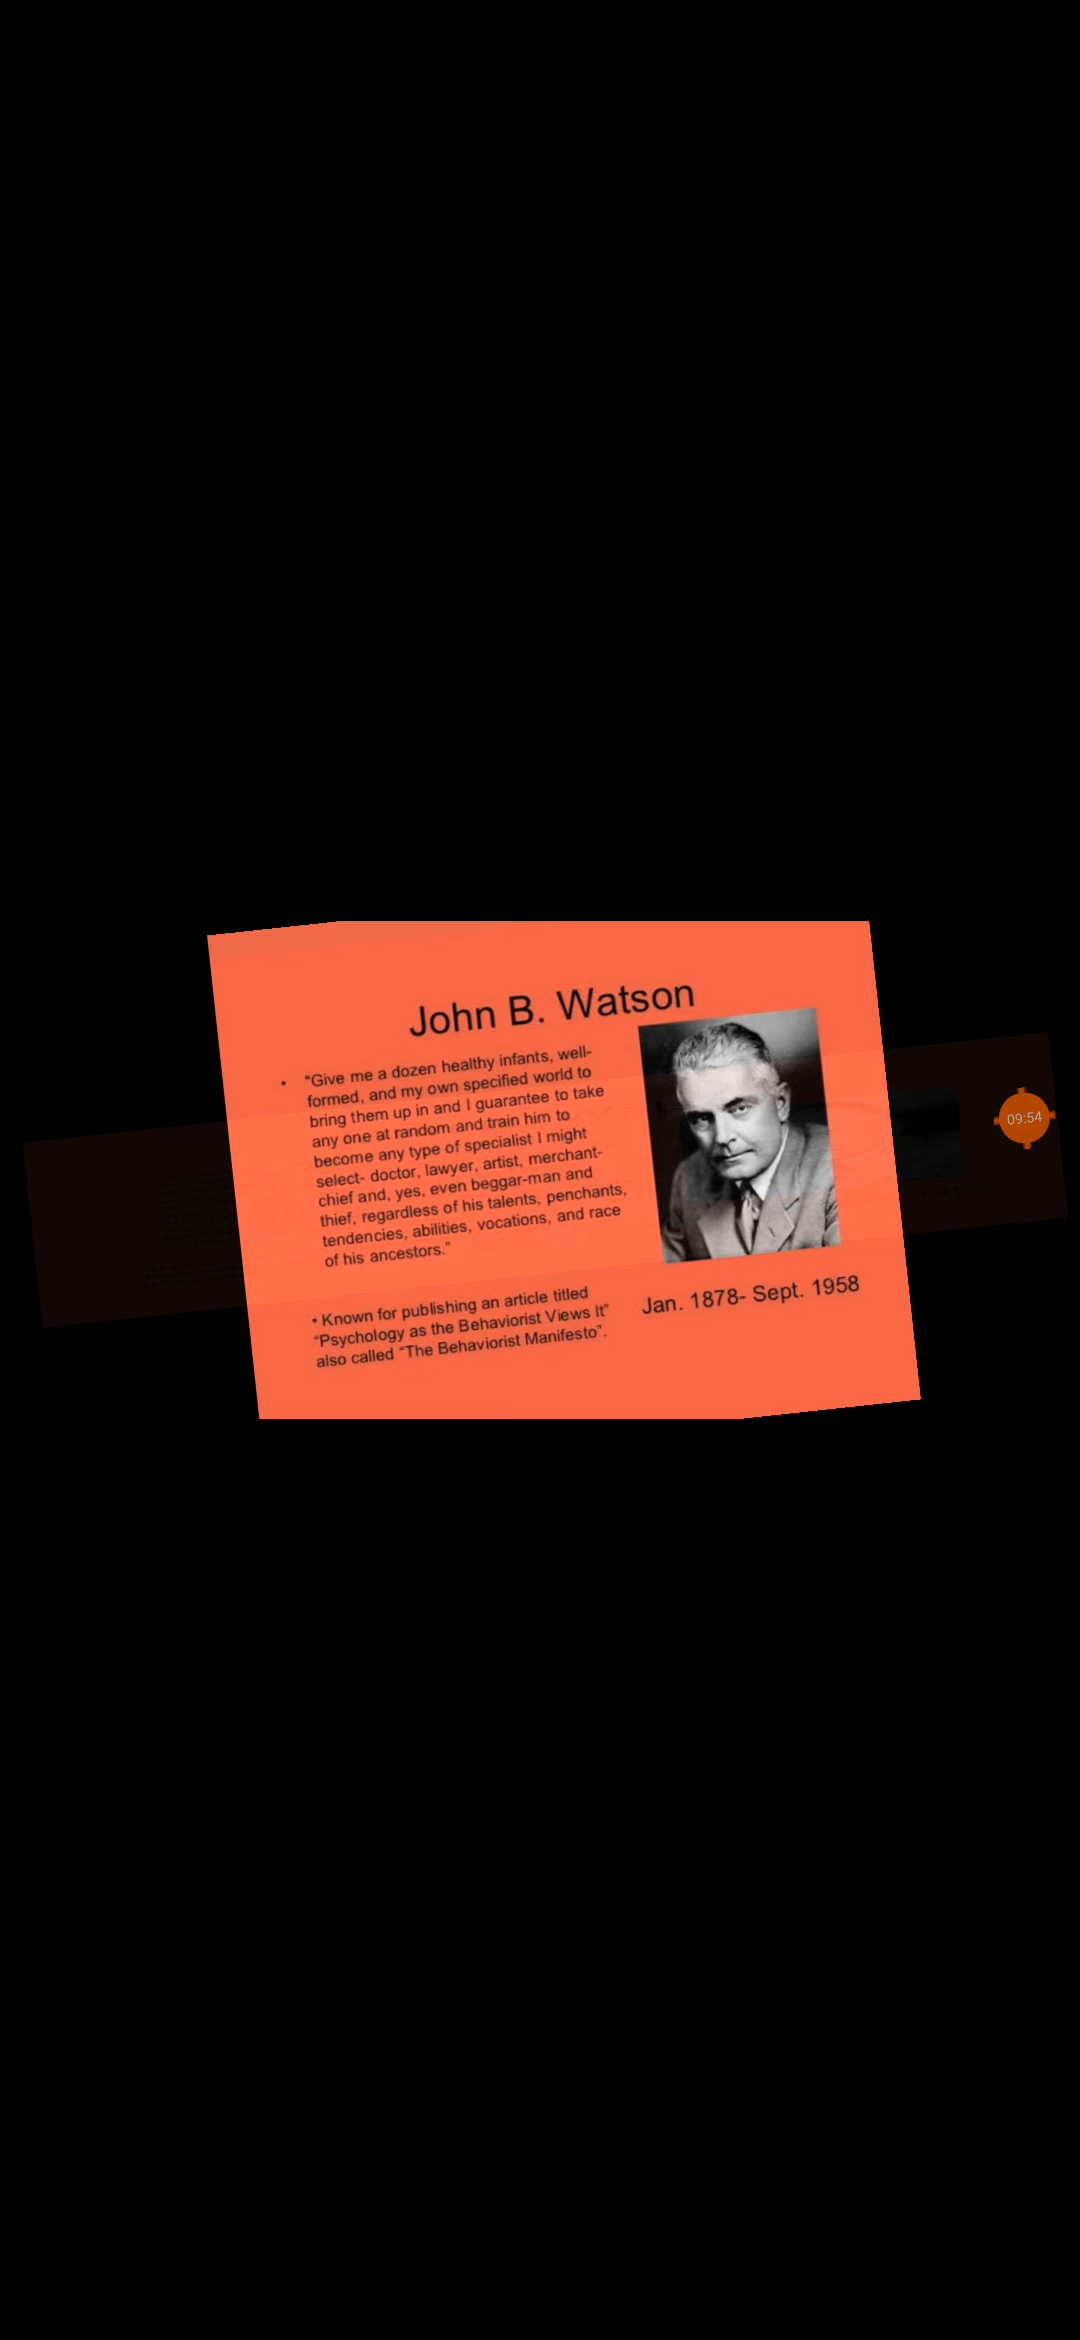 John B. Watson
• "Give me a dozen healthy infants, well-
formed, and my own specified world to
bring them up in and I guarantee to take
any one at random and train him to
become any type of specialist I might
select- doctor, lawyer, artist, merchant-
chief and, yes, even beggar-man and
thief, regardless of his talents, penchants,
tendencies, abilities, vocations, and race
of his ancestors."
• Known for publishing an article titled
"Psychology as the Behaviorist Views It"
also called "The Behaviorist Manifesto".
Jan. 1878- Sept. 1958
09:54